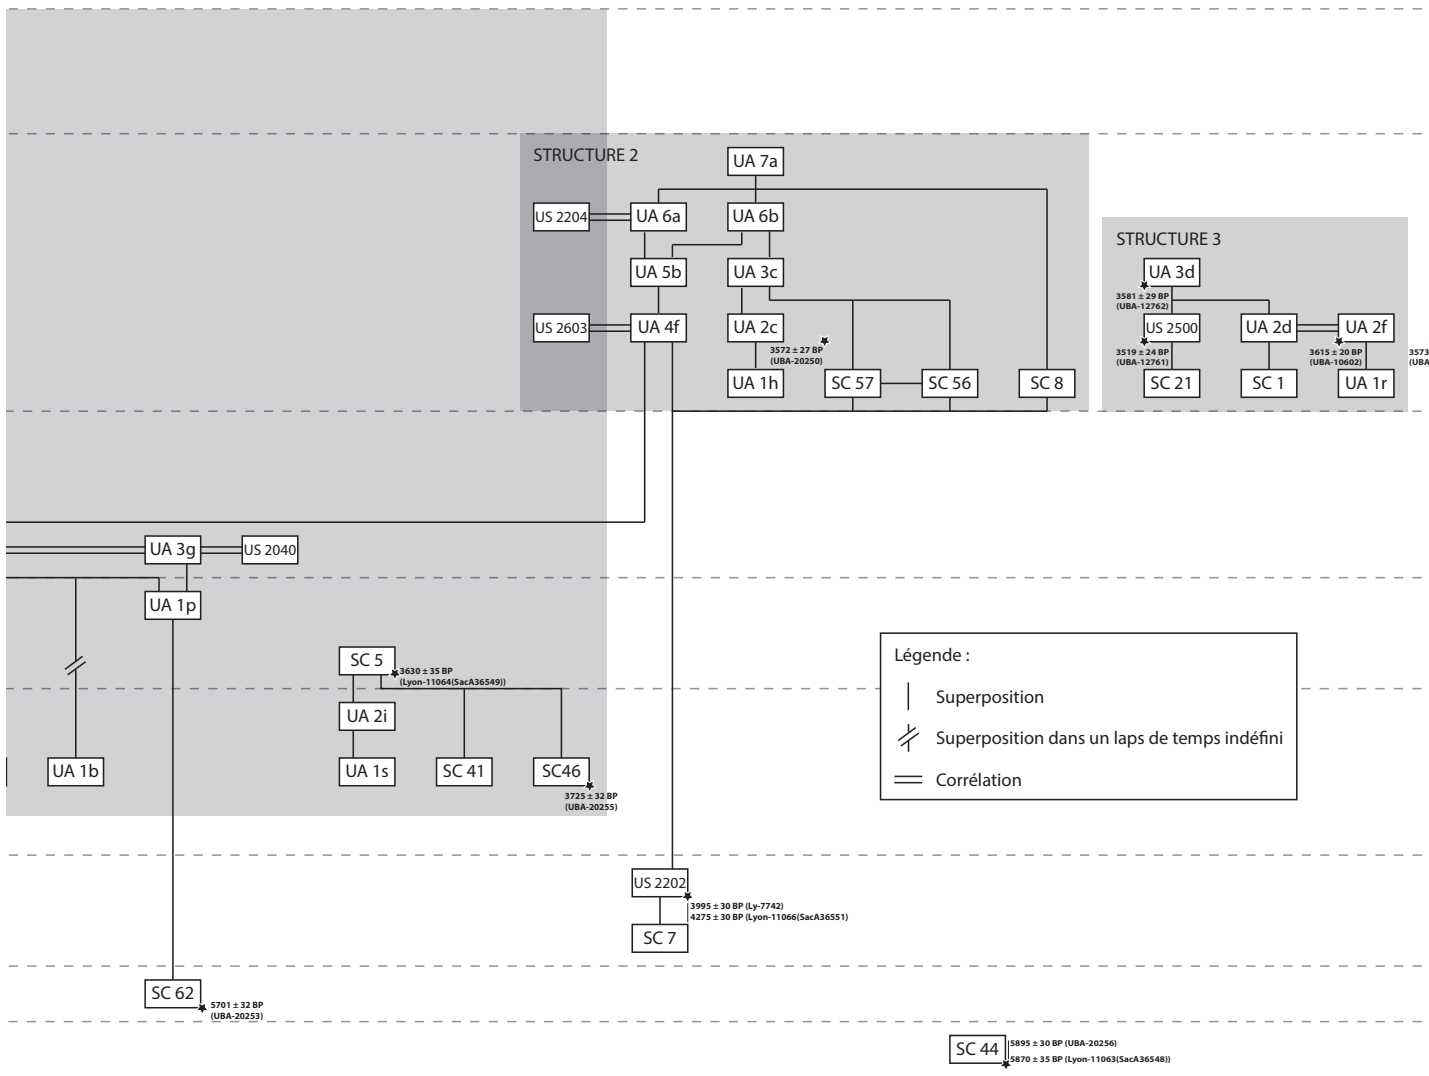 STRUCTURE 2
UA 7a
US 2204
UA 6a
UA 6b
STRUCTURE 3
UA 5b
UA 3c
UA 3d
3581 ± 29 BP
(UBA-12762)
US 2603
UA 4f
UA 2c
US 2500
UA 2d
UA 2f
3572 ± 27 BP
(UBA-20250)
3519 ± 24 BP
(UBA-12761)
3615 ± 20 BP
(UBA-10602)
3573
(UBA
UA 1h
SC 57
SC 56
SC 8
SC 21
SC 1
UA 1r
UA 3g
US 2040
UA 1p
SC 5
3630 ± 35 BP
(Lyon-11064(SacA36549))
UA 2i
UA 1b
UA 1s
SC 41
SC46
3725 ± 32 BP
(UBA-20255)
Légende :
Superposition
Superposition dans un laps de temps indéfini
Corrélation
US 2202
3995 ± 30 BP (Ly-7742)
4275 ± 30 BP (Lyon-11066(SacA36551)
SC 7
SC 62
5701 ± 32 BP
(UBA-20253)
SC 44
5895 ± 30 BP (UBA-20256)
5870 ± 35 BP (Lyon-11063(SacA36548))